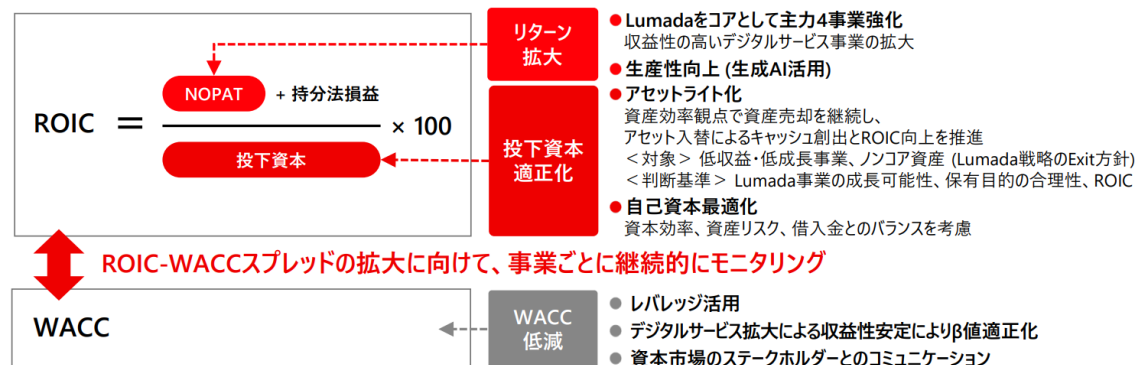 リターン
拡大
●Lumadaをコアとして主力4事業強化
収益性の高いデジタルサービス事業の拡大
●生産性向上 (生成AI活用)
ROIC =
NOPAT + 持分法損益
投下資本
× 100
投下資本
適正化
●アセットライト化
資産効率観点で資産売却を継続し、
アセット入替によるキャッシュ創出とROIC向上を推進
＜対象＞ 低収益・低成長事業、ノンコア資産 (Lumada戦略のExit方針)
＜判断基準＞ Lumada事業の成長可能性、保有目的の合理性、ROIC
●自己資本最適化
資本効率、資産リスク、借入金とのバランスを考慮
ROIC-WACCスプレッドの拡大に向けて、事業ごとに継続的にモニタリング
WACC
WACC
低減
●レバレッジ活用
●デジタルサービス拡大による収益性安定によりβ値適正化
●資本市場のステークホルダーとのコミュニケーション